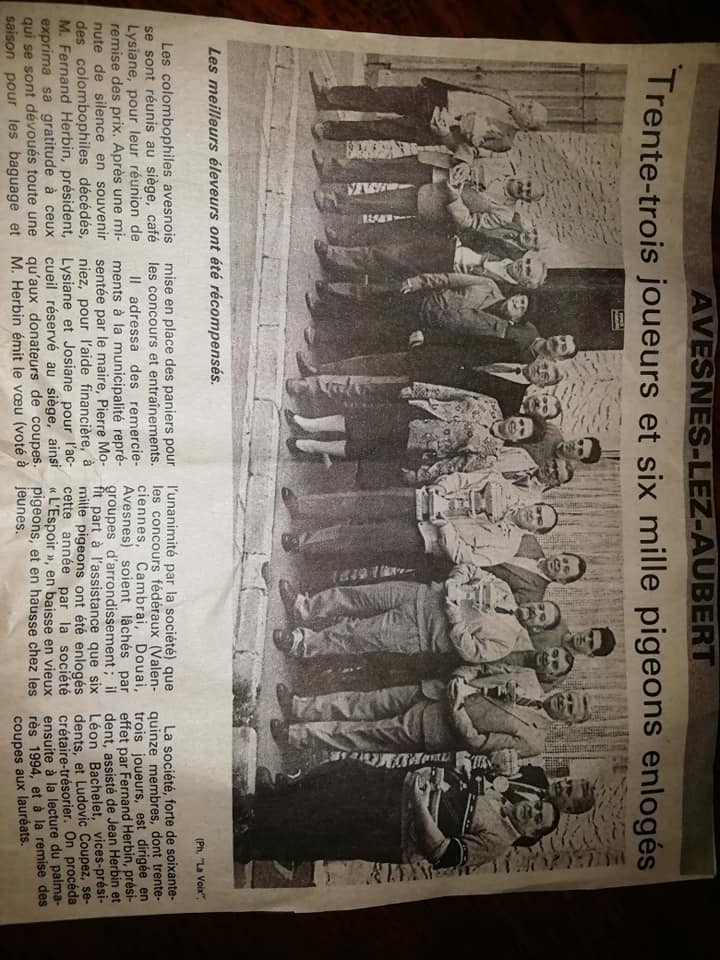 AVESNES-LEZ-AUBERT
Trente-trois joueurs et six mille pigeons enlogés
(Ph. "La Voix".
Les meilleurs éleveurs ont été récompensés.
Les colombophiles avesnois
se sont réunis au siège, café
Lysiane, pour leur réunion de
remise des prix. Après une mi-
nute de silence en souvenir
des colombophiles décédés,
M. Fernand Herbin, président,
exprima sa gratitude à ceux
qui se sont dévoués toute une
saison pour les baguage et
mise en place des paniers pour
les concours et entraînements.
Il adressa des remercie-
ments à la municipalité repré-
sentée par le maire, Pierre Mo-
niez, pour l'aide financière, à
Lysiane et Josiane pour l'ac-
cueil réservé au siège, ainsi
qu'aux donateurs de coupes.
M. Herbin émit le vœu (voté à
l'unanimité par la société) que
les concours fédéraux (Valen-
ciennes, Cambrai, Douai,
Avesnes) soient lâchés par
groupes d'arrondissement ; il
fit part à l'assistance que six
mille pigeons ont été enlogés
cette année par la société
« L'Espoir », en baisse en vieux
pigeons, et en hausse chez les
jeunes.
La société, forte de soixante-
quinze membres, dont trente-
trois joueurs, est dirigée en
effet par Fernand Herbin, prési-
dent, assisté de Jean Herbin et
Léon Bachelet, vices-prési-
dents, et Ludovic Coupez, se-
crétaire-trésorier. On procéda
ensuite à la lecture du palma-
rès 1994, et à la remise des
coupes aux lauréats.